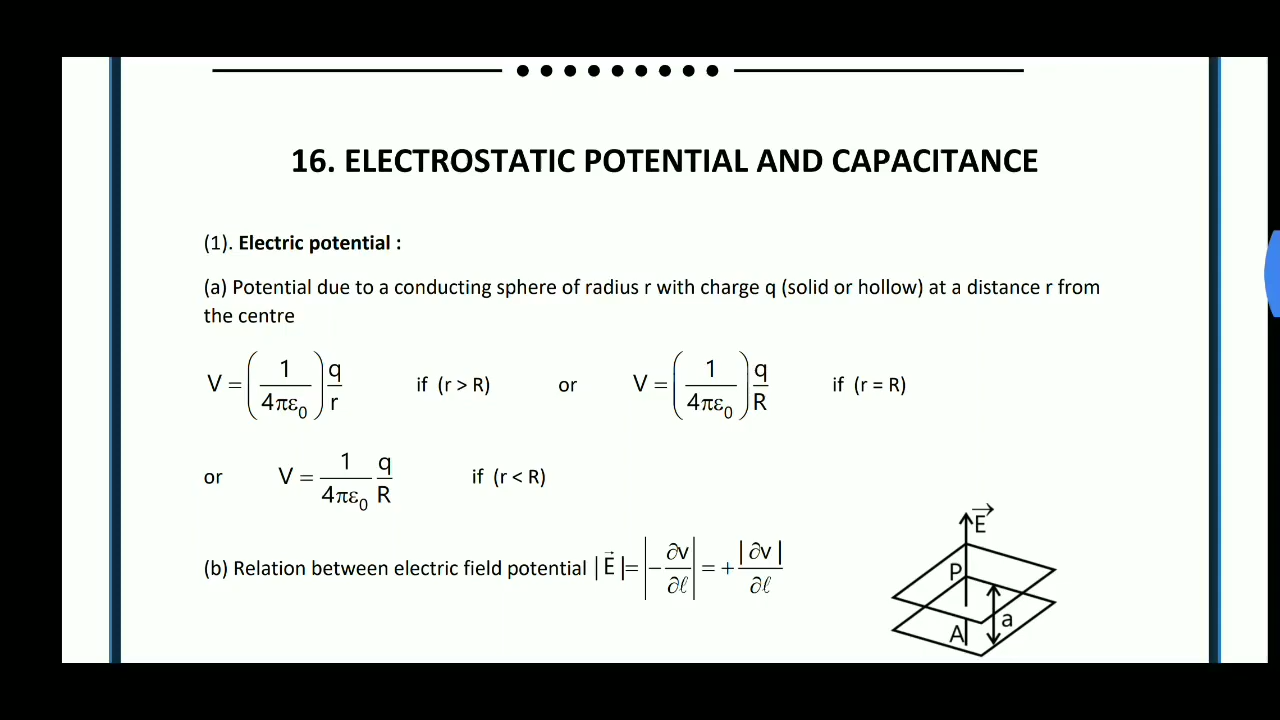 16. ELECTROSTATIC POTENTIAL AND CAPACITANCE
(1). Electric potential :
(a) Potential due to a conducting sphere of radius r with charge q (solid or hollow) at a distance r from
the centre
V = (1/4πε₀) q/r if (r > R) or V = (1/4πε₀) q/R if (r = R)
or V = 1/4πε₀ q/R if (r < R)
(b) Relation between electric field potential |E⃗|= |−∂v/∂ℓ| = +|∂v|/∂ℓ
E⃗
P
a
A